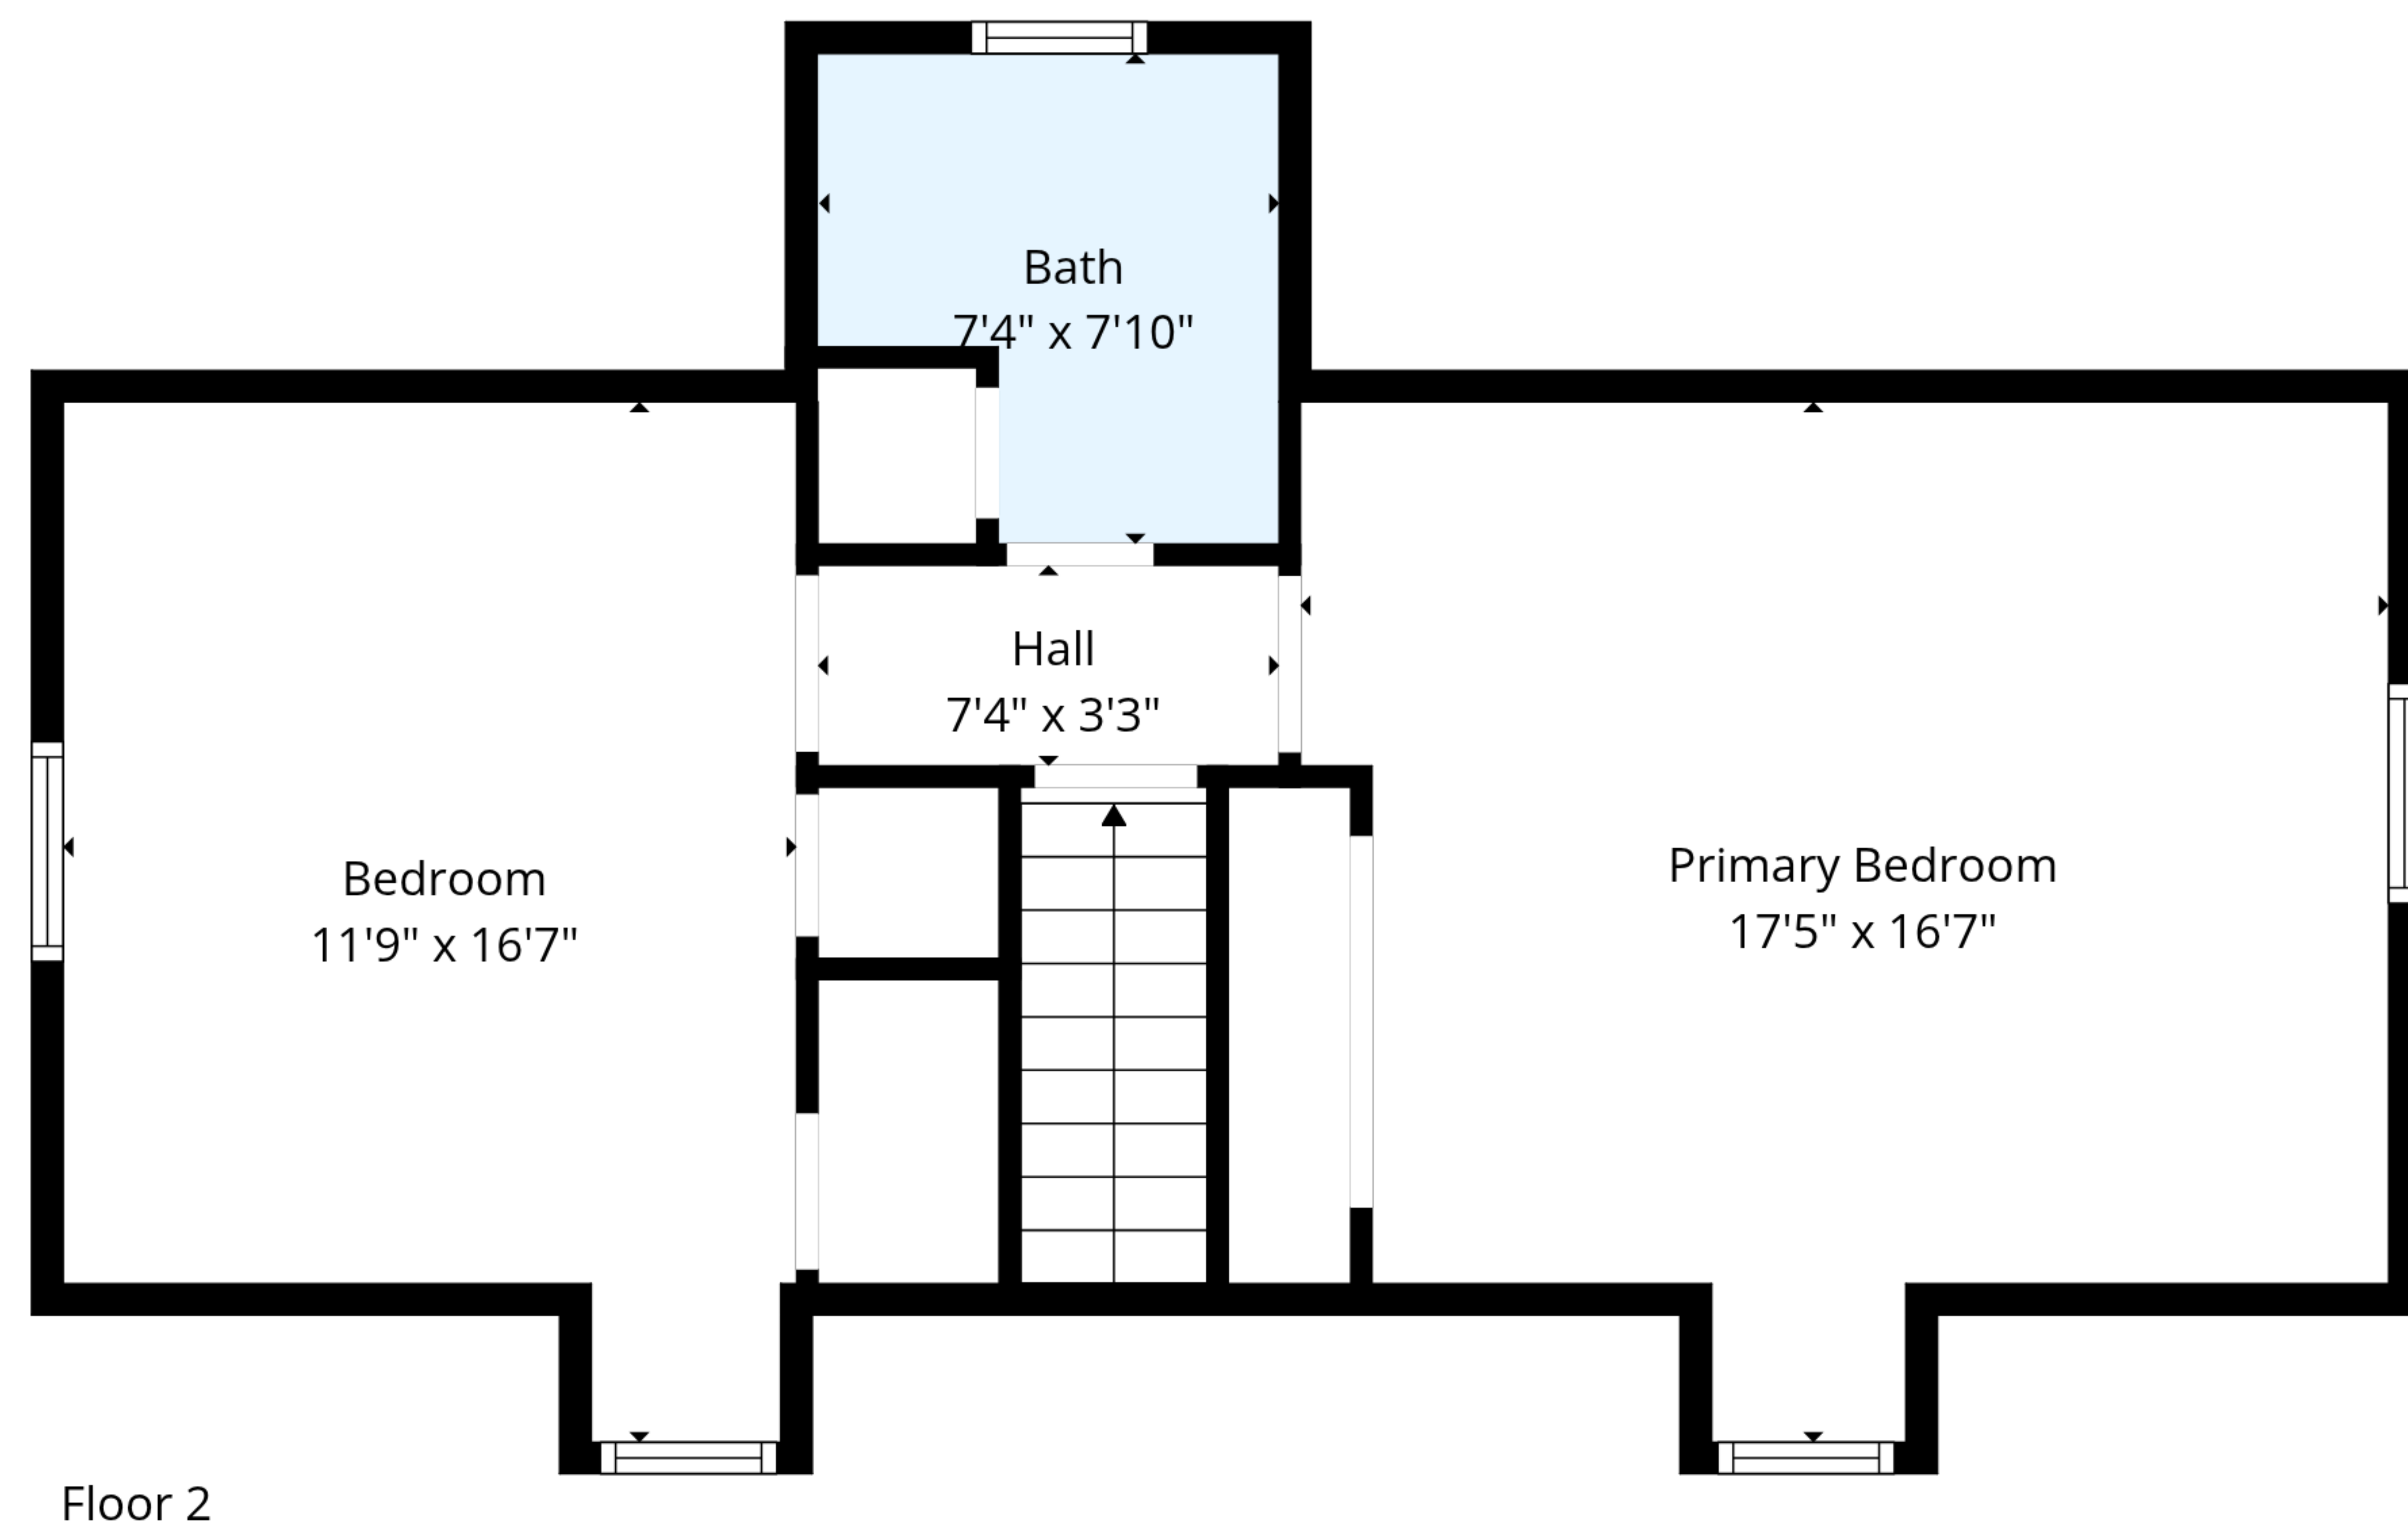 Bath
7'4" x 7'10"
Hall
7'4" x 3'3"
Bedroom
11'9" x 16'7"
Primary Bedroom
17'5" x 16'7"
Floor 2